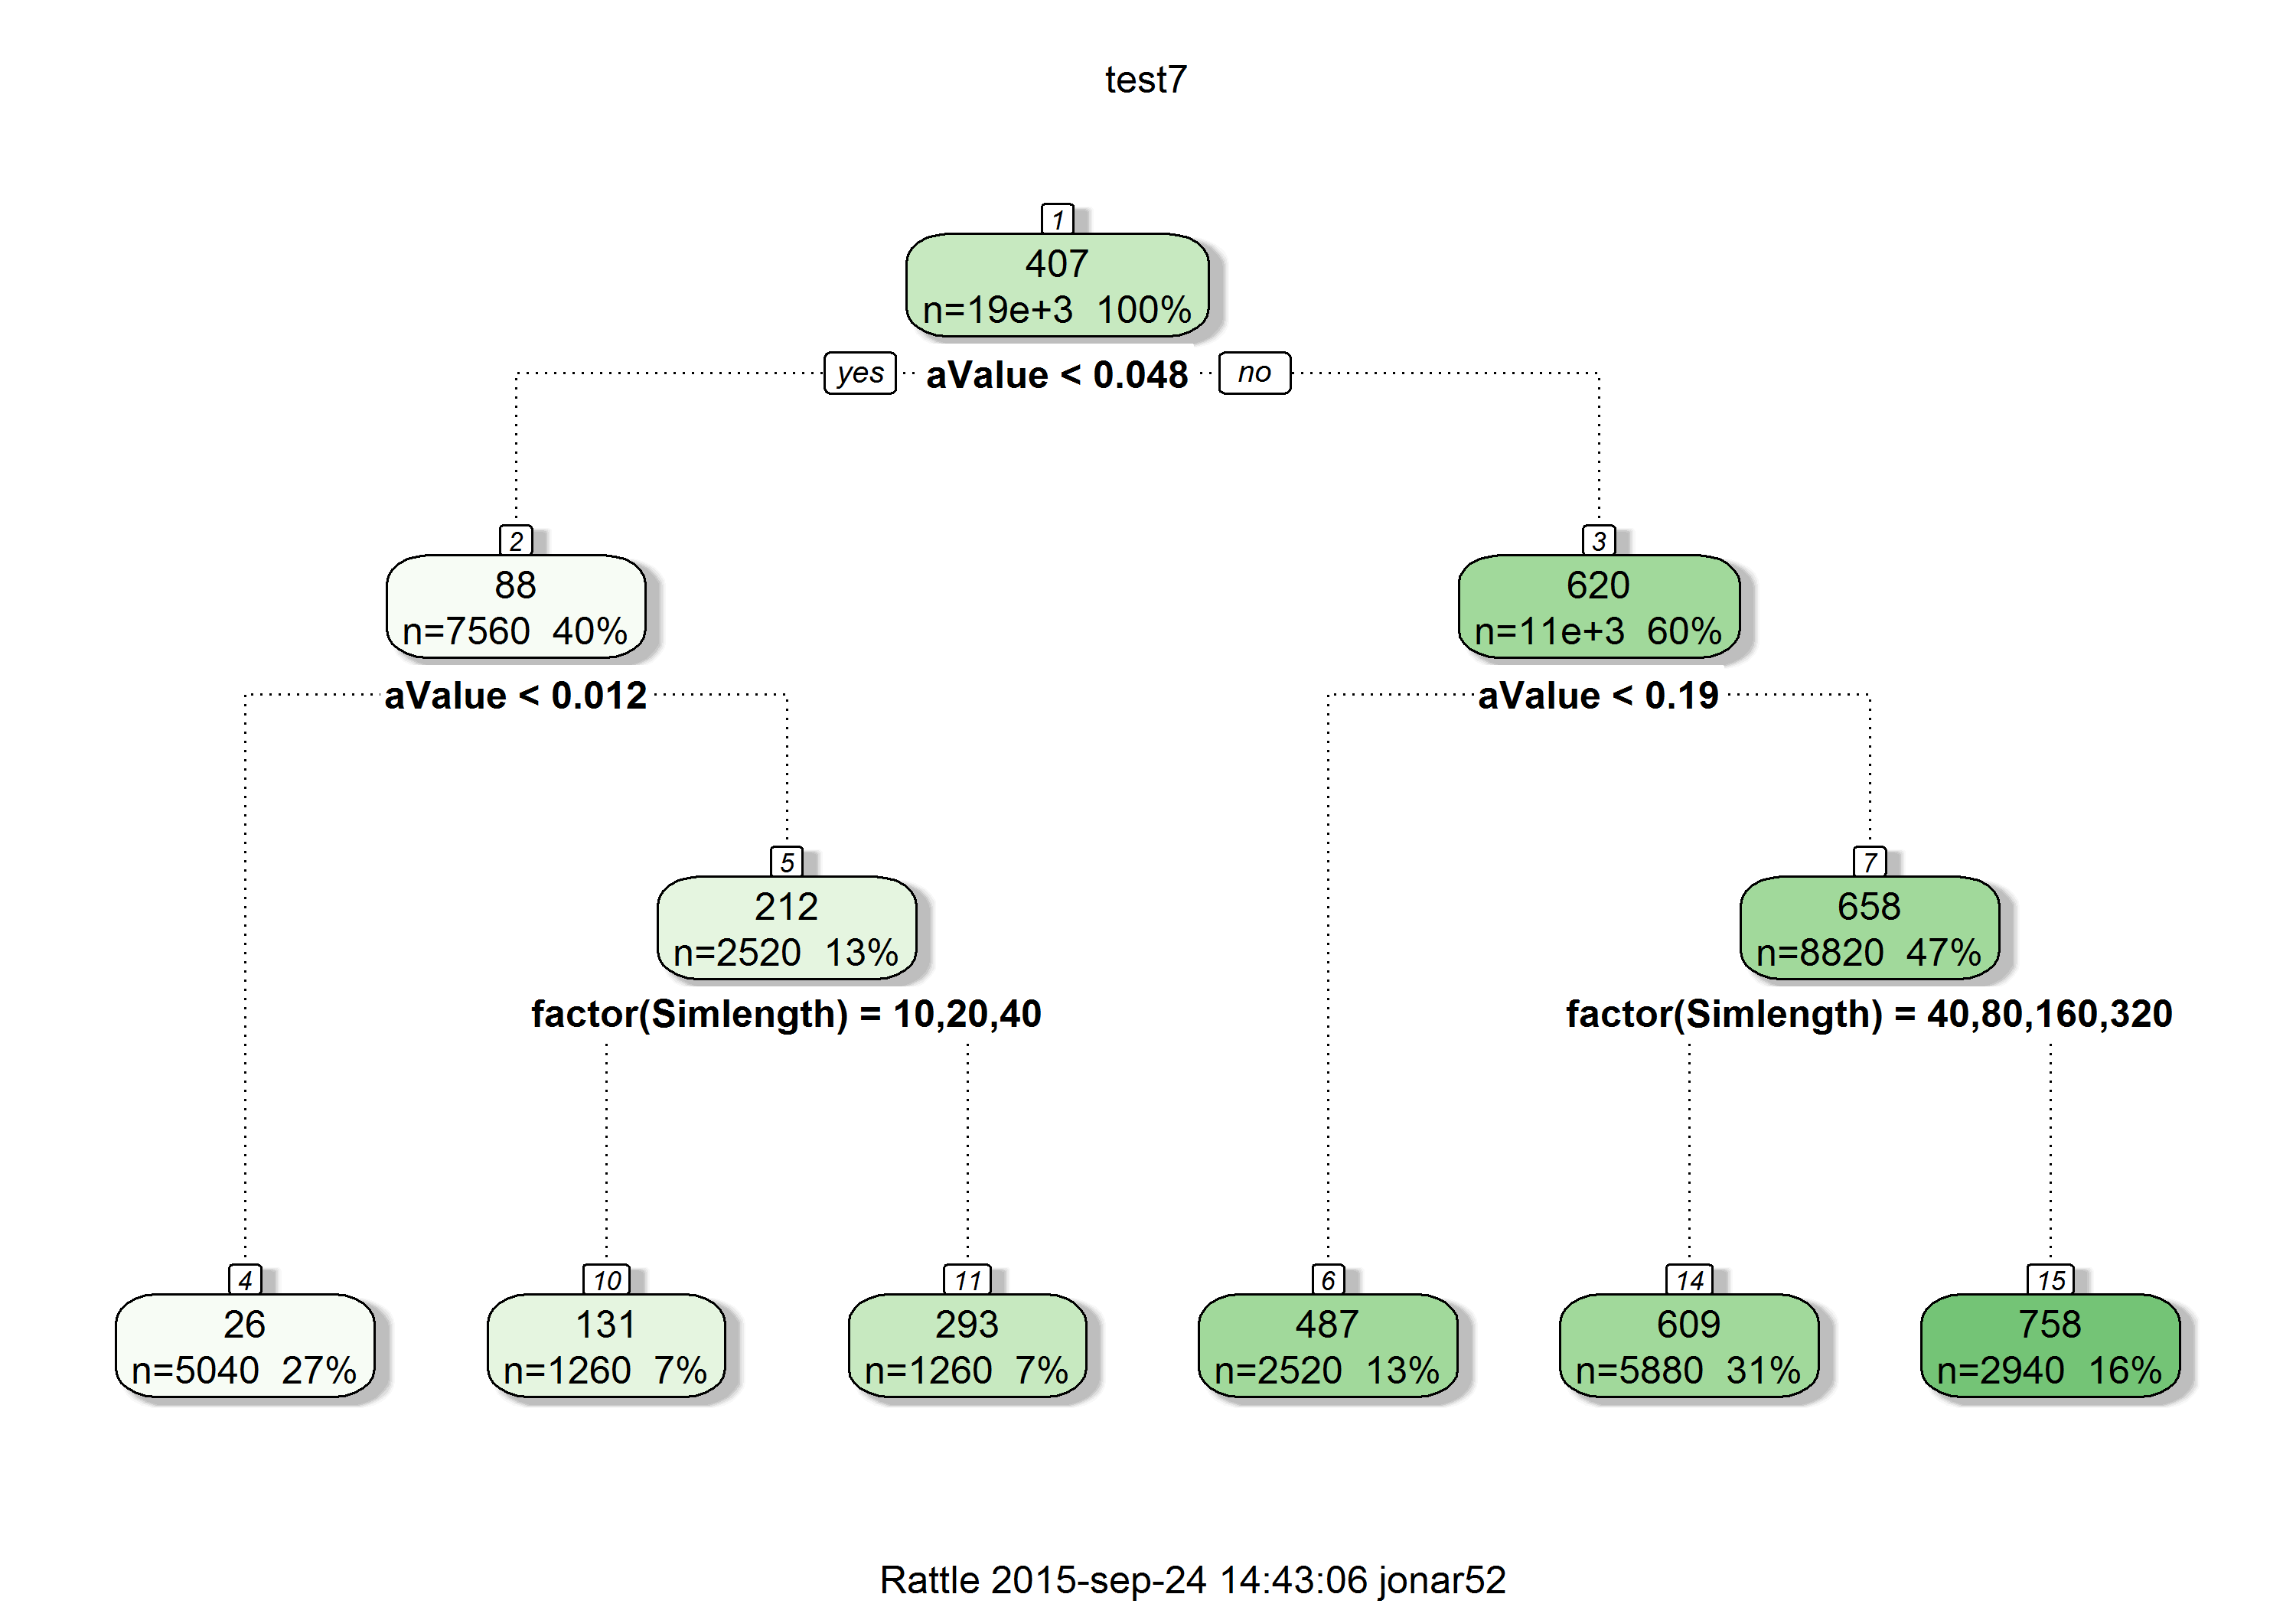 test7
1
407
n=19e+3 100%
yes aValue < 0.048 no
2
88
n=7560 40%
3
620
n=11e+3 60%
aValue < 0.012
aValue < 0.19
5
212
n=2520 13%
7
658
n=8820 47%
factor(Simlength) = 10,20,40
factor(Simlength) = 40,80,160,320
4
26
n=5040 27%
10
131
n=1260 7%
11
293
n=1260 7%
6
487
n=2520 13%
14
609
n=5880 31%
15
758
n=2940 16%
Rattle 2015-sep-24 14:43:06 jonar52